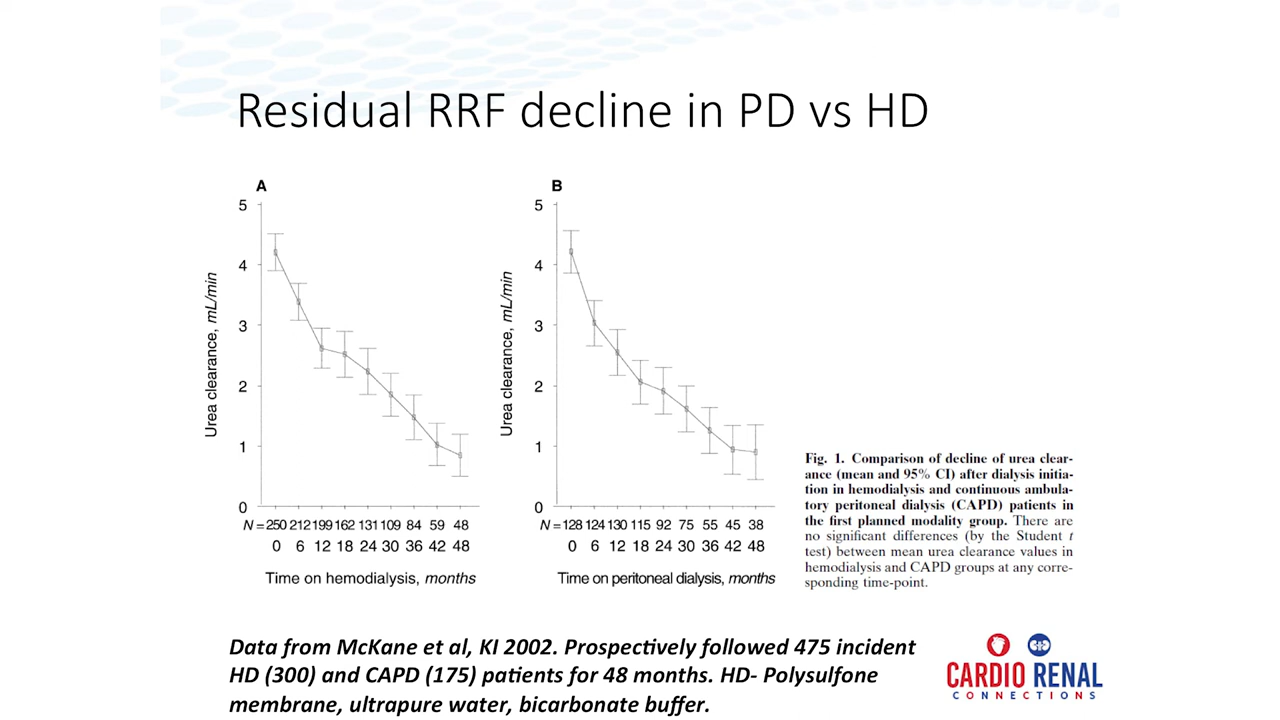 Residual RRF decline in PD vs HD
A
5
4
3
2
1
0
Urea clearance, mL/min
N = 250 212 199 162 131 109 84 59 48
0 6 12 18 24 30 36 42 48
Time on hemodialysis, months
B
5
4
3
2
1
0
Urea clearance, mL/min
N = 128 124 130 115 92 75 55 45 38
0 6 12 18 24 30 36 42 48
Time on peritoneal dialysis, months
Fig. 1. Comparison of decline of urea clear-
ance (mean and 95% CI) after dialysis initia-
tion in hemodialysis and continuous ambula-
tory peritoneal dialysis (CAPD) patients in
the first planned modality group. There are
no significant differences (by the Student t
test) between mean urea clearance values in
hemodialysis and CAPD groups at any corre-
sponding time-point.
Data from McKane et al, KI 2002. Prospectively followed 475 incident
HD (300) and CAPD (175) patients for 48 months. HD- Polysulfone
membrane, ultrapure water, bicarbonate buffer.
CARDIO RENAL
CONNECTIONS